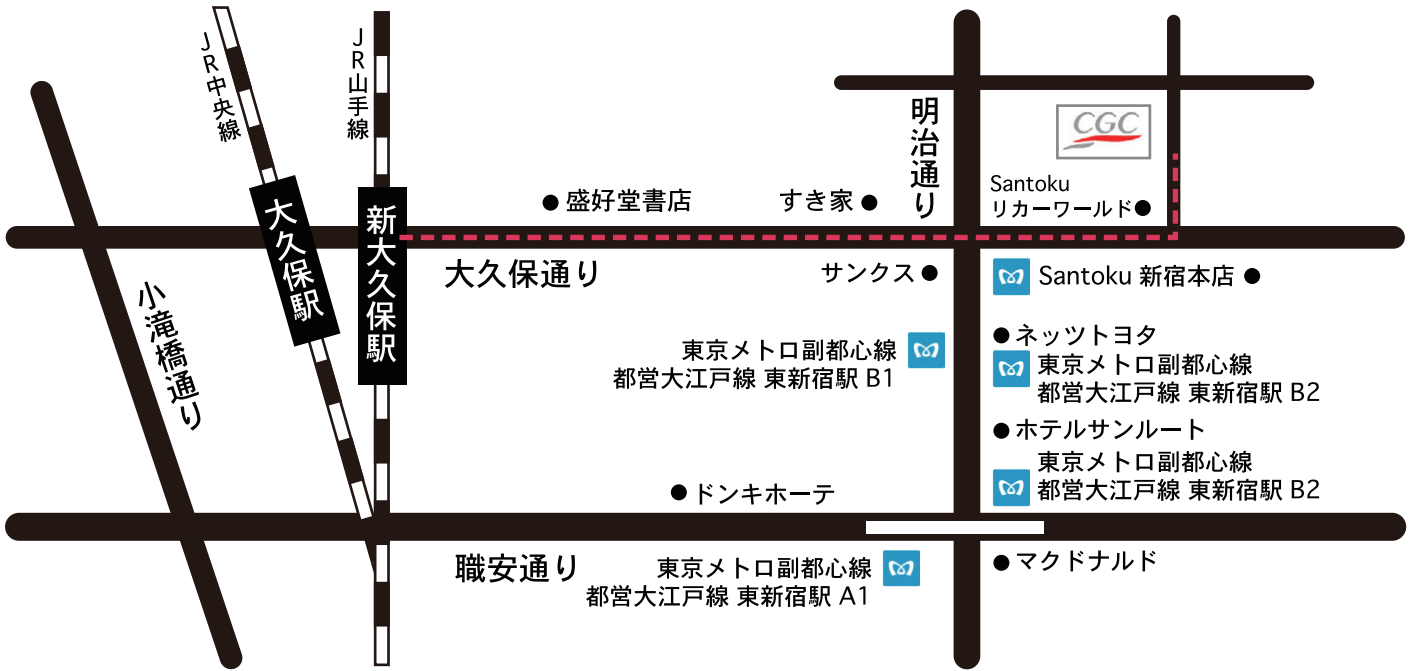 JR中央線
JR山手線
明治通り
CGC
Santoku
リカーワールド
盛好堂書店
すき家
大久保駅
新大久保駅
大久保通り
サンクス
Santoku 新宿本店
小滝橋通り
東京メトロ副都心線
都営大江戸線 東新宿駅 B1
ネッツトヨタ
東京メトロ副都心線
都営大江戸線 東新宿駅 B2
ホテルサンルート
東京メトロ副都心線
都営大江戸線 東新宿駅 B2
ドンキホーテ
職安通り
東京メトロ副都心線
都営大江戸線 東新宿駅 A1
マクドナルド